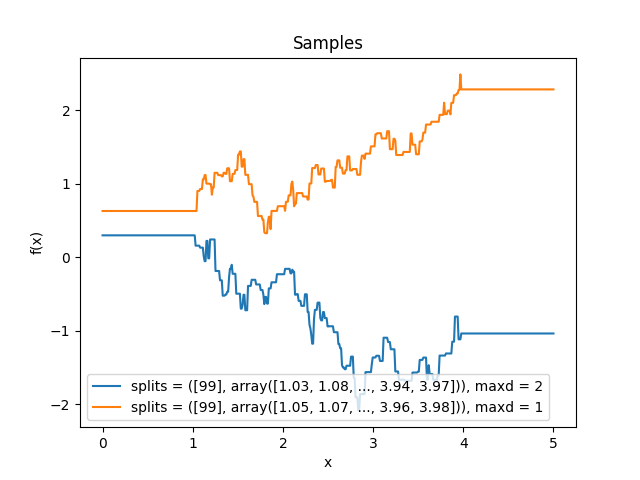 Samples
f(x)
2
1
0
−1
−2
splits = ([99], array([1.03, 1.08, ..., 3.94, 3.97])), maxd = 2
splits = ([99], array([1.05, 1.07, ..., 3.96, 3.98])), maxd = 1
0 1 2 3 4 5
x